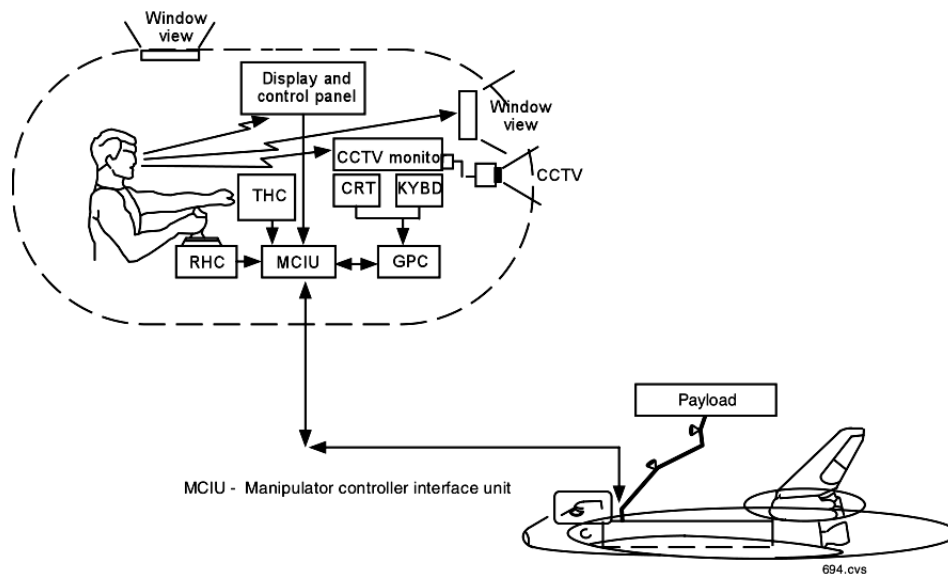 Window
view
Display and
control panel
Window
view
CCTV monito
CCTV
CRT
KYBD
THC
RHC
MCIU
GPC
Payload
MCIU - Manipulator controller interface unit
694.cvs